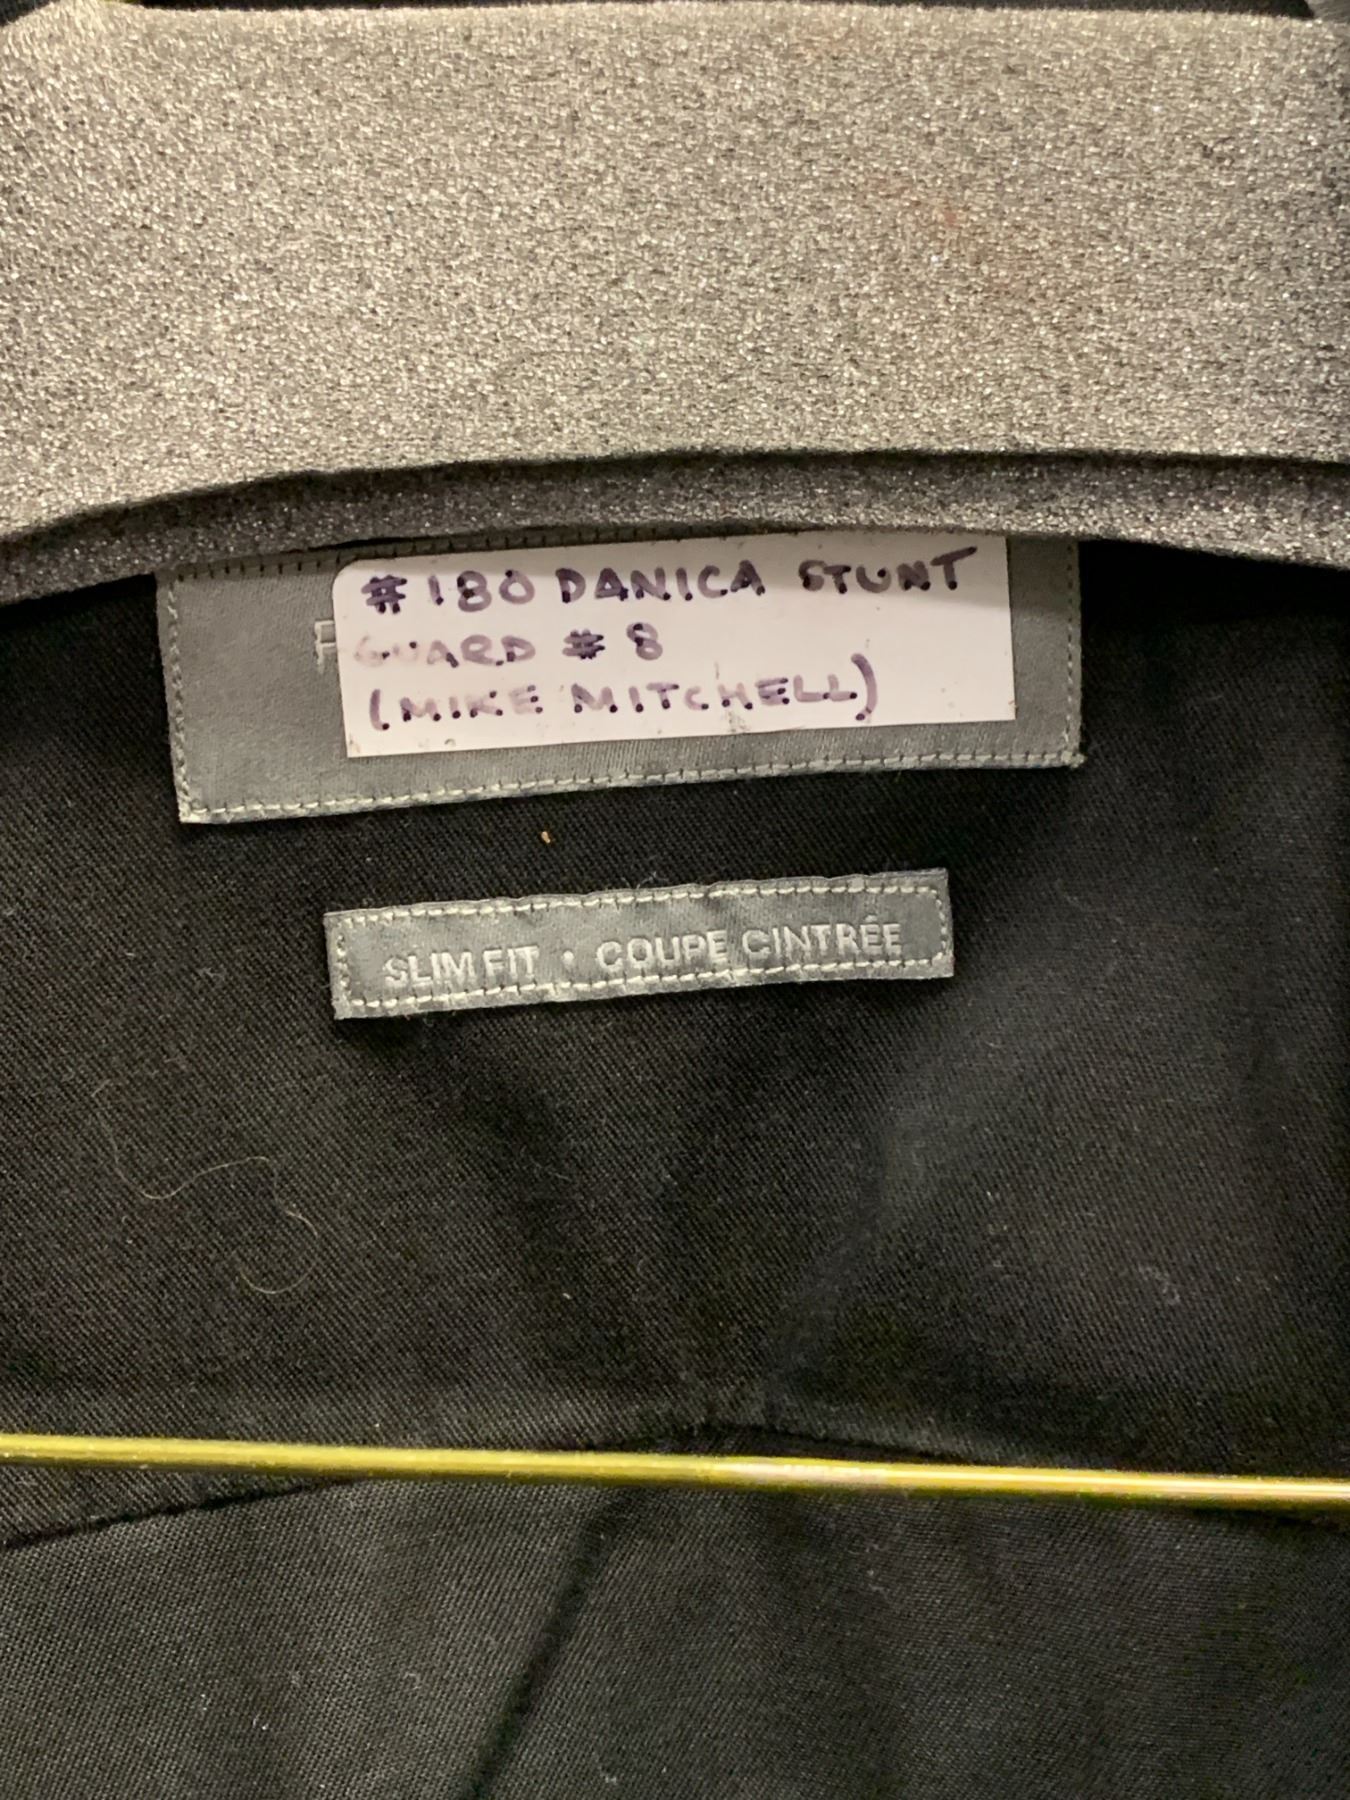 #180 DANICA STUNT
GUARD #8
(MIKE MITCHELL)
SLIM FIT • COUPE CINTRÉE